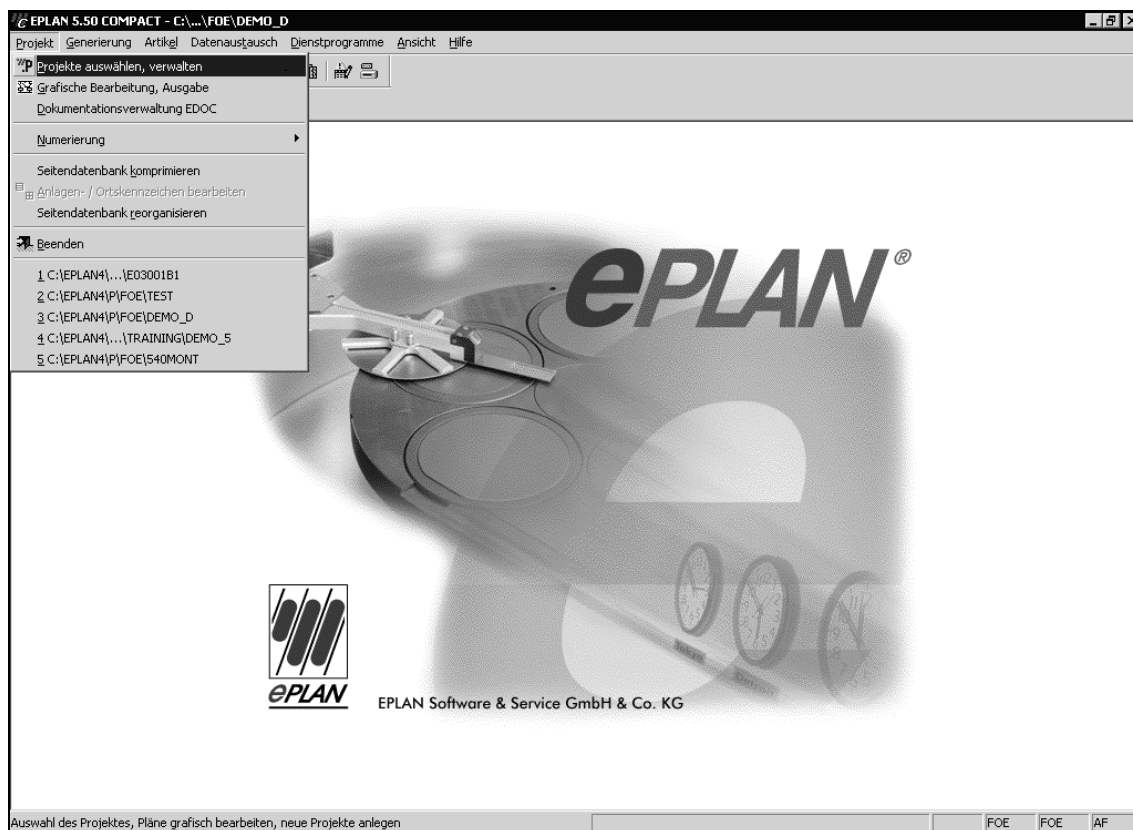 EPLAN 5.50 COMPACT - C:\...\FOE\DEMO_D
Projekt Generierung Artikel Datenaustausch Dienstprogramme Ansicht Hilfe
Projekte auswählen, verwalten
Grafische Bearbeitung, Ausgabe
Dokumentationsverwaltung EDOC
Numerierung
Seitendatenbank komprimieren
Anlagen- / Ortskennzeichen bearbeiten
Seitendatenbank reorganisieren
Beenden
1 C:\EPLAN4\...\E03001B1
2 C:\EPLAN4\P\FOE\TEST
3 C:\EPLAN4\P\FOE\DEMO_D
4 C:\EPLAN4\...\TRAINING\DEMO_5
5 C:\EPLAN4\P\FOE\540MONT
ePLAN®
Tokyo
ePLAN
EPLAN Software & Service GmbH & Co. KG
Auswahl des Projektes, Pläne grafisch bearbeiten, neue Projekte anlegen
FOE FOE AF